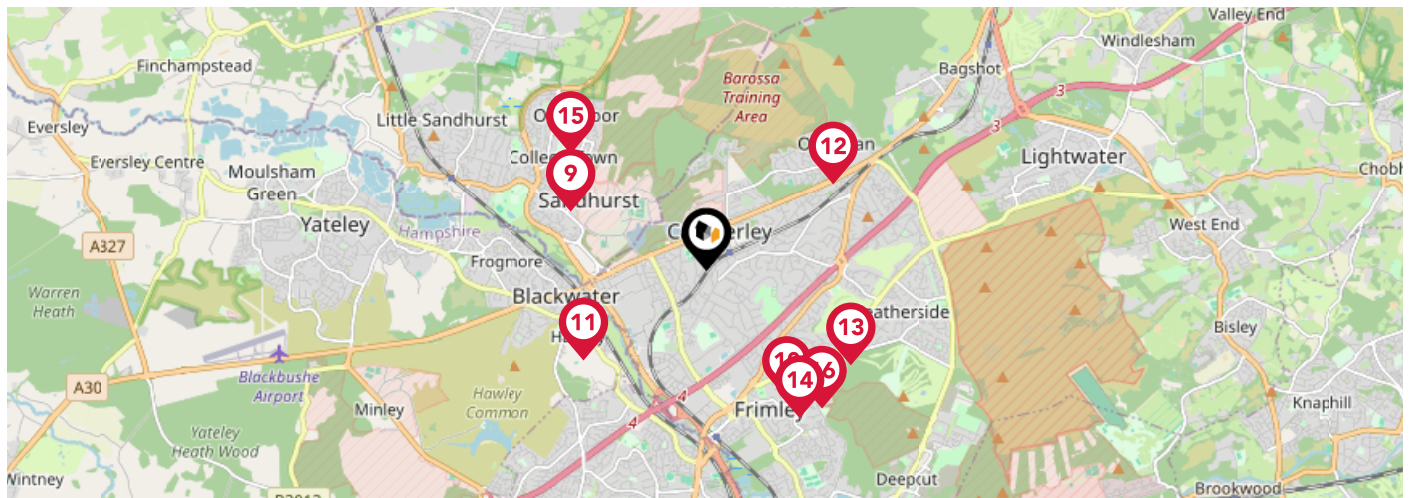 Valley End
Windlesham
Finchampstead
Bagshot
Barossa
Training
Area
3
3
15
Little Sandhurst
Eversley
12
Eversley Centre
Lightwater
Moulsham
Green
9
Sandhurst
West End
Yateley
Hampshire
A327
Frogmore
Warren
Heath
Blackwater
11
13
Bisley
Blackbushe
Airport
A30
14
Hawley
Common
Minley
Frimley
4
4
Knaphill
Yateley
Heath Wood
Deepcut
Brookwood